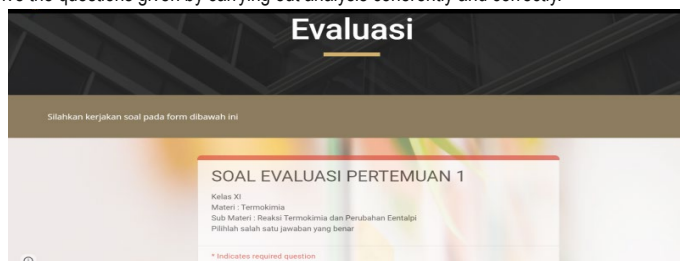 the questions given by carrying out analysis coherently and correctly.
Evaluasi
Silahkan kerjakan soal pada form dibawah ini
SOAL EVALUASI PERTEMUAN 1
Kelas XI
Materi : Termokimia
Sub Materi : Reaksi Termokimia dan Perubahan Eentalpi
Pilihlah salah satu jawaban yang benar
* Indicates required question